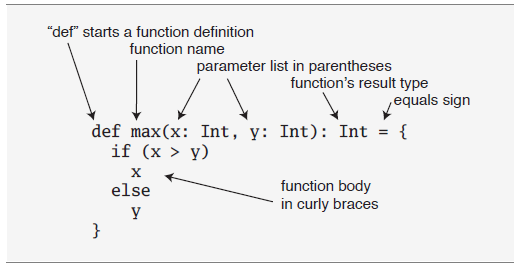 “def” starts a function definition
function name
parameter list in parentheses
function’s result type
equals sign
def max(x: Int, y: Int): Int = {
if (x > y)
x
else
y
}
function body
in curly braces